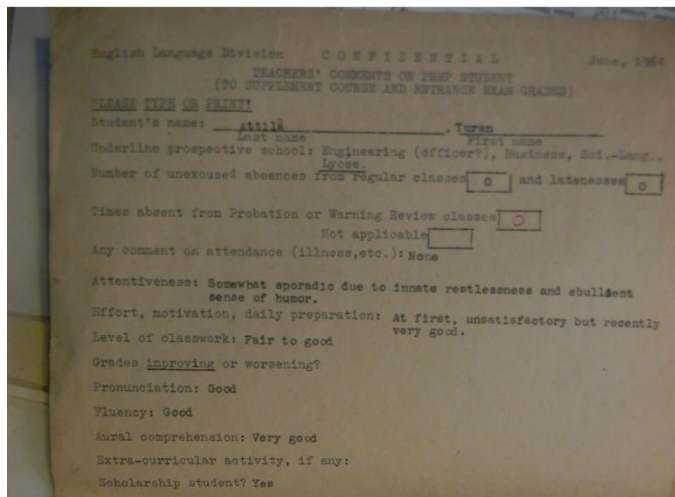 English Language Division CONFIDENTIAL June, 1964
TEACHERS' COMMENTS ON PREP STUDENT
(TO SUPPLEMENT COURSE AND ENTRANCE EXAM GRADES)
PLEASE TYPE OR PRINT!
Student's name: Attilâ , Turan
Last name First name
Underline prospective school: Engineering (officer?), Business, Sci.-Lang.,
Lycee.
Number of unexcused absences from regular classes 0 and latenesses 0
Times absent from Probation or Warning Review classes 0
Not applicable
Any comment on attendance (illness,etc.): None
Attentiveness: Somewhat sporadic due to innate restlessness and ebullient
sense of humor.
Effort, motivation, daily preparation: At first, unsatisfactory but recently
very good.
Level of classwork: Fair to good
Grades improving or worsening?
Pronunciation: Good
Fluency: Good
Aural comprehension: Very good
Extra-curricular activity, if any:
Scholarship student? Yes